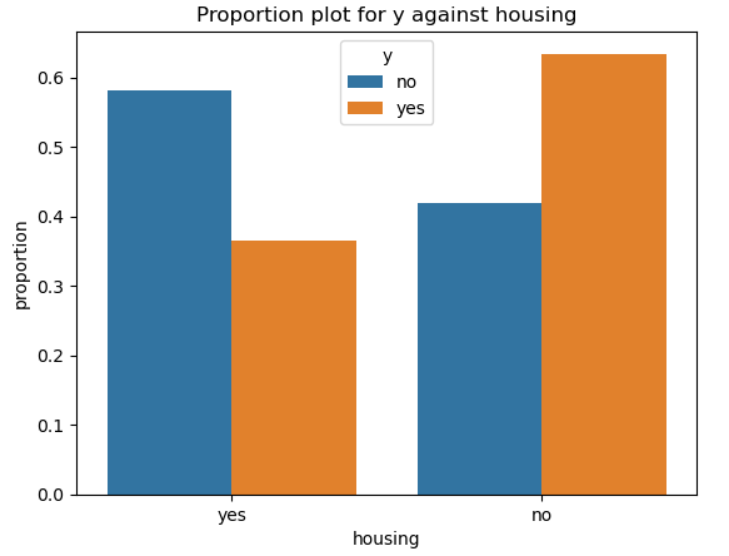 Proportion plot for y against housing
y
no
yes
0.6
0.5
0.4
0.3
0.2
0.1
0.0
proportion
yes
no
housing